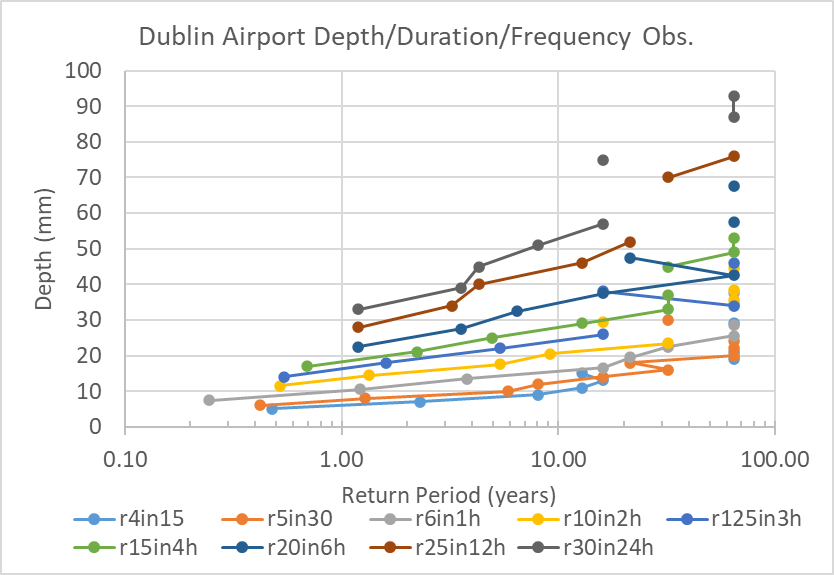 Dublin Airport Depth/Duration/Frequency Obs.
100
90
80
70
60
50
40
30
20
10
0
Depth (mm)
0.10 1.00 10.00 100.00
Return Period (years)
r4in15 r5in30 r6in1h r10in2h r125in3h
r15in4h r20in6h r25in12h r30in24h